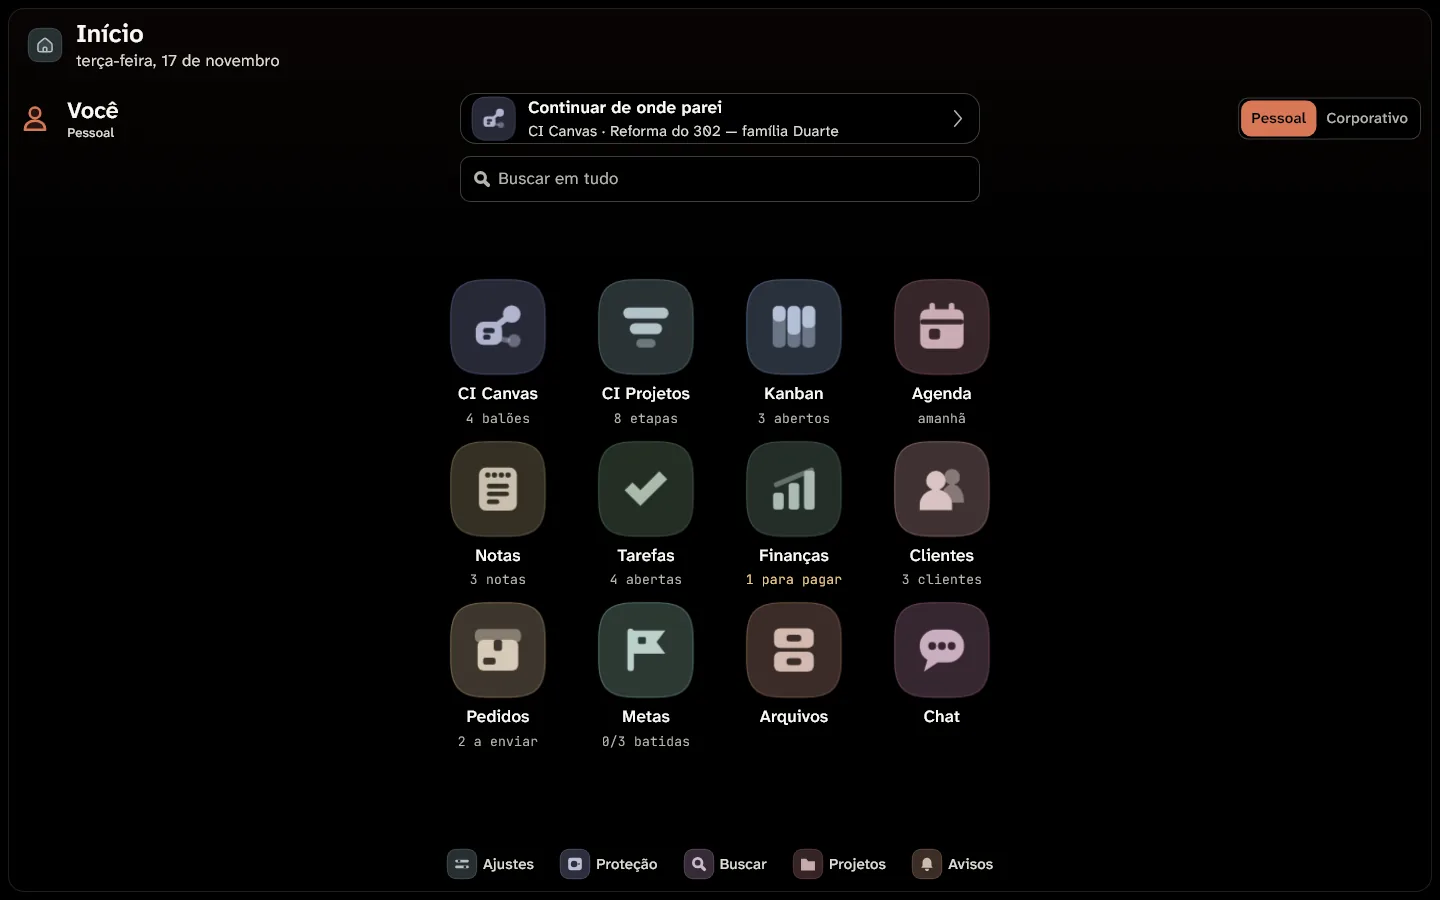 Início
terça-feira, 17 de novembro
Você
Pessoal
Continuar de onde parei
CI Canvas · Reforma do 302 — família Duarte
Pessoal
Corporativo
Buscar em tudo
CI Canvas
4 balões
CI Projetos
8 etapas
Kanban
3 abertos
Agenda
amanhã
Notas
3 notas
Tarefas
4 abertas
Finanças
1 para pagar
Clientes
3 clientes
Pedidos
2 a enviar
Metas
0/3 batidas
Arquivos
Chat
Ajustes
Proteção
Buscar
Projetos
Avisos